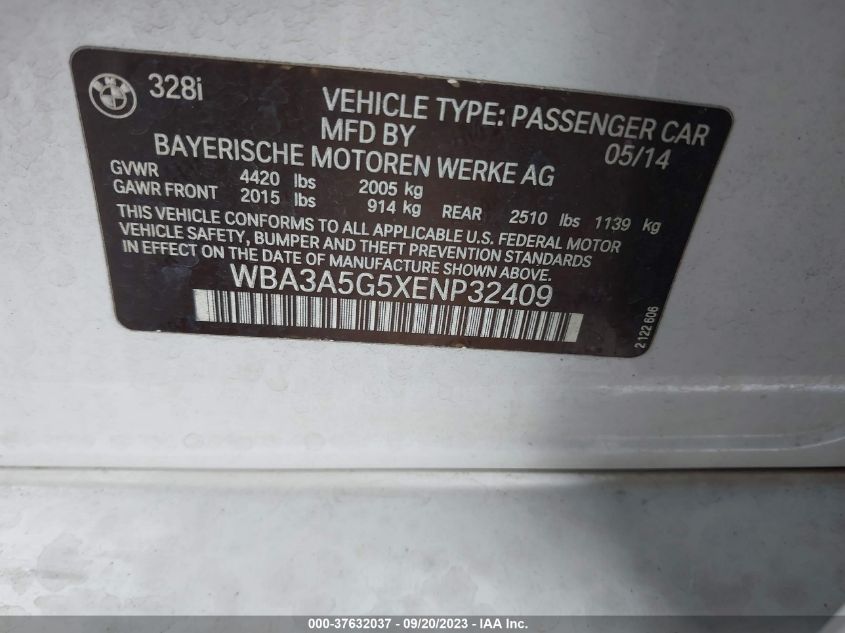 328i
VEHICLE TYPE: PASSENGER CAR
MFD BY 05/14
BAYERISCHE MOTOREN WERKE AG
GVWR 4420 lbs 2005 kg
GAWR FRONT 2015 lbs 914 kg REAR 2510 lbs 1139 kg
THIS VEHICLE CONFORMS TO ALL APPLICABLE U.S. FEDERAL MOTOR
VEHICLE SAFETY, BUMPER AND THEFT PREVENTION STANDARDS
IN EFFECT ON THE DATE OF MANUFACTURE SHOWN ABOVE.
WBA3A5G5XENP32409
2 122 606
000-37632037 - 09/20/2023 - IAA Inc.